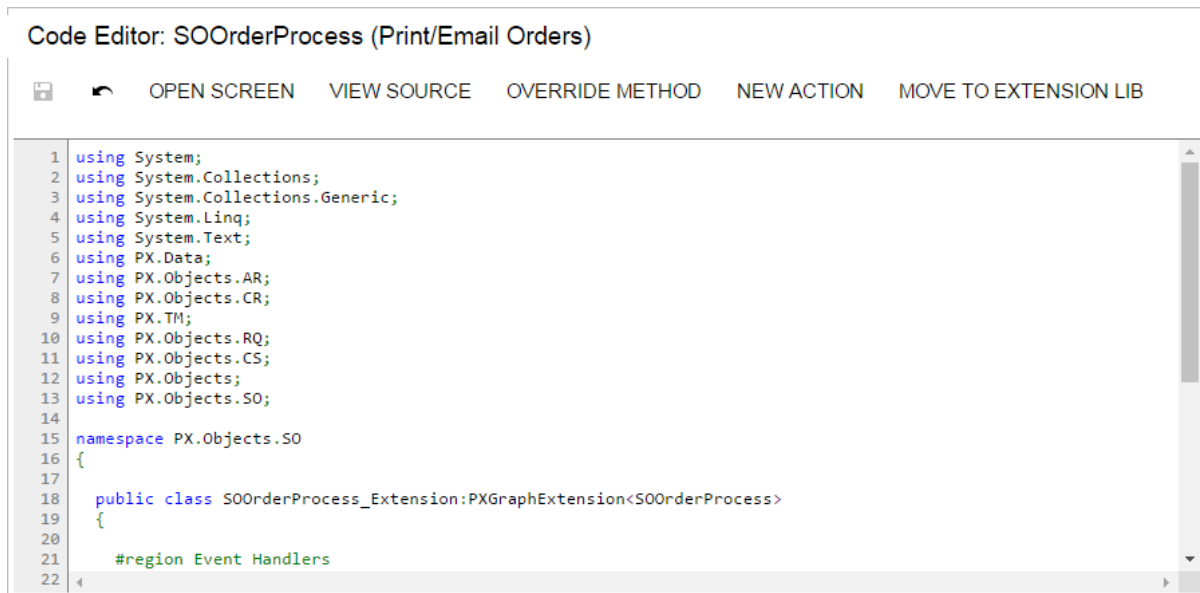 Code Editor: SOOrderProcess (Print/Email Orders)
OPEN SCREEN VIEW SOURCE OVERRIDE METHOD NEW ACTION MOVE TO EXTENSION LIB
1 using System;
2 using System.Collections;
3 using System.Collections.Generic;
4 using System.Linq;
5 using System.Text;
6 using PX.Data;
7 using PX.Objects.AR;
8 using PX.Objects.CR;
9 using PX.TM;
10 using PX.Objects.RQ;
11 using PX.Objects.CS;
12 using PX.Objects;
13 using PX.Objects.SO;
14
15 namespace PX.Objects.SO
16 {
17
18 public class SOOrderProcess_Extension:PXGraphExtension<SOOrderProcess>
19 {
20
21 #region Event Handlers
22